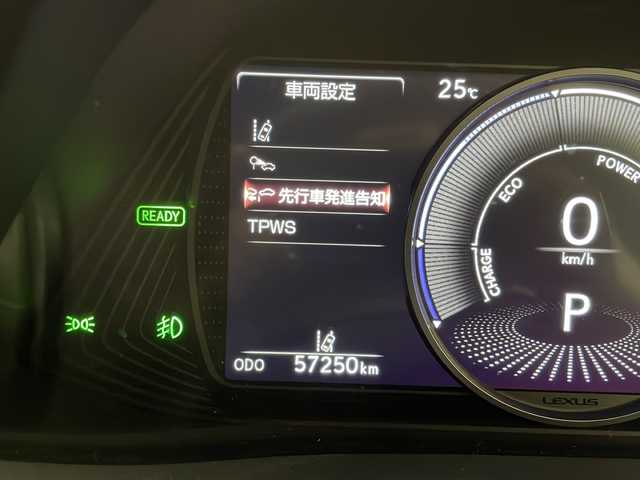 車両設定
25℃
先行車発進告知
TPWS
READY
ODO 57250km
POWER
ECO
CHARGE
0
km/h
P
LEXUS